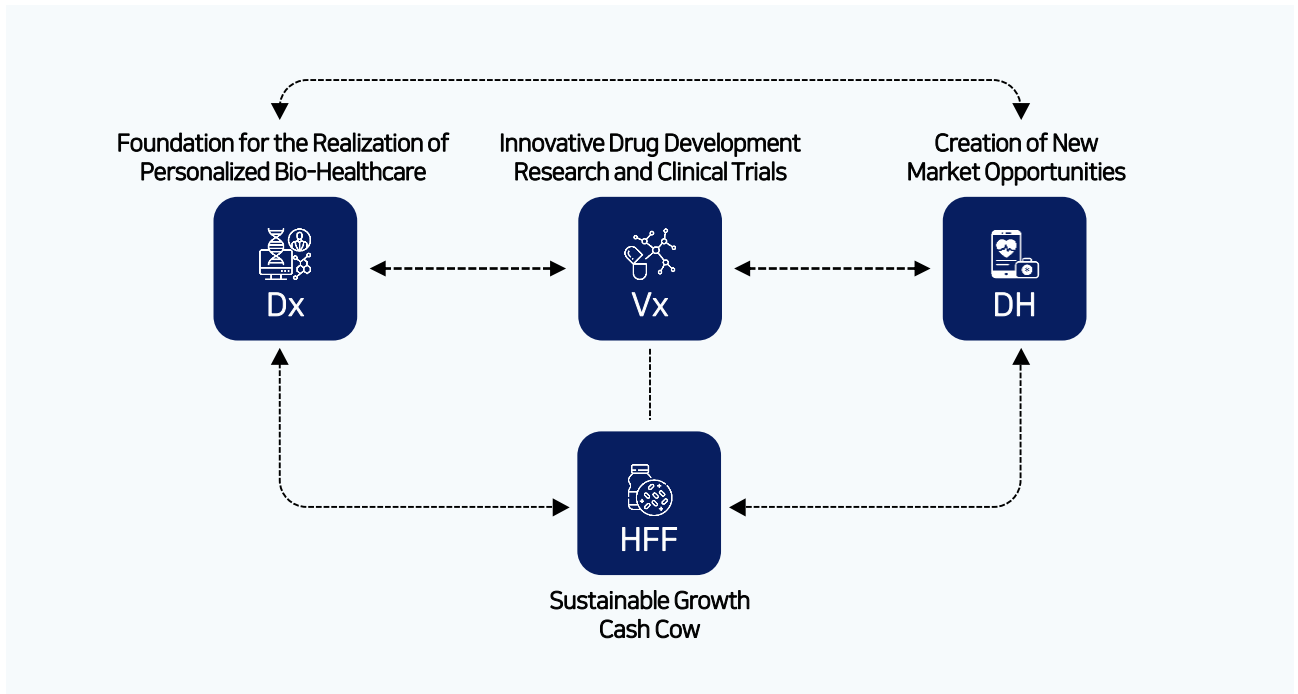 Foundation for the Realization of
Personalized Bio-Healthcare
Innovative Drug Development
Research and Clinical Trials
Creation of New
Market Opportunities
Dx
Vx
DH
HFF
Sustainable Growth
Cash Cow